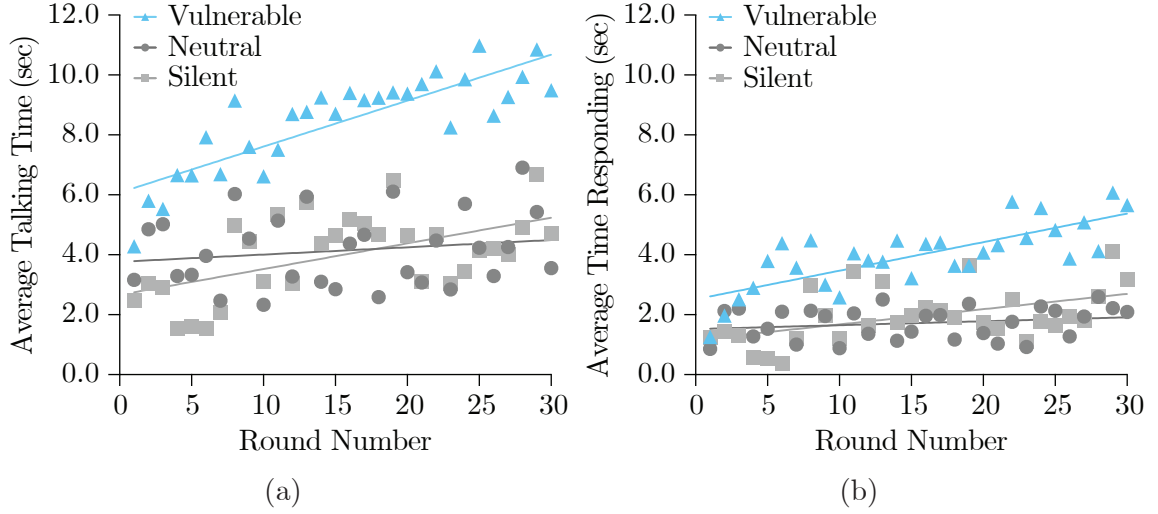 Average Talking Time (sec)
12.0
10.0
8.0
6.0
4.0
2.0
0.0
Vulnerable
Neutral
Silent
0 5 10 15 20 25 30
Round Number
(a)
Average Time Responding (sec)
12.0
10.0
8.0
6.0
4.0
2.0
0.0
Vulnerable
Neutral
Silent
0 5 10 15 20 25 30
Round Number
(b)